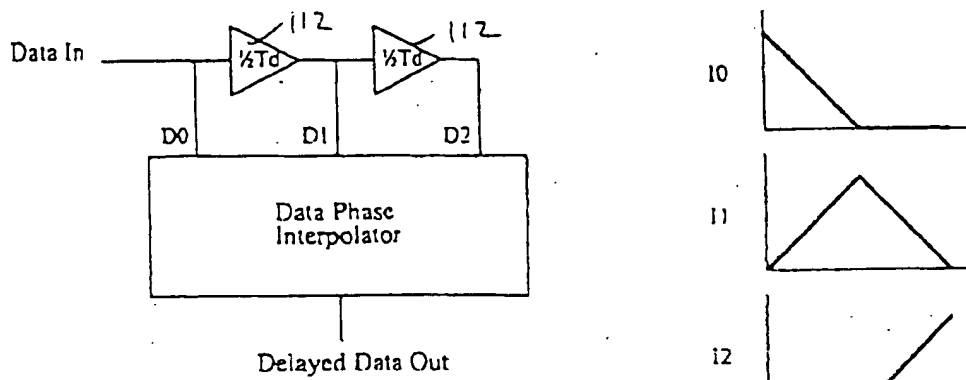 112 112
Data In ½Td ½Td
D0 D1 D2
Data Phase
Interpolator
Delayed Data Out
I0
I1
I2